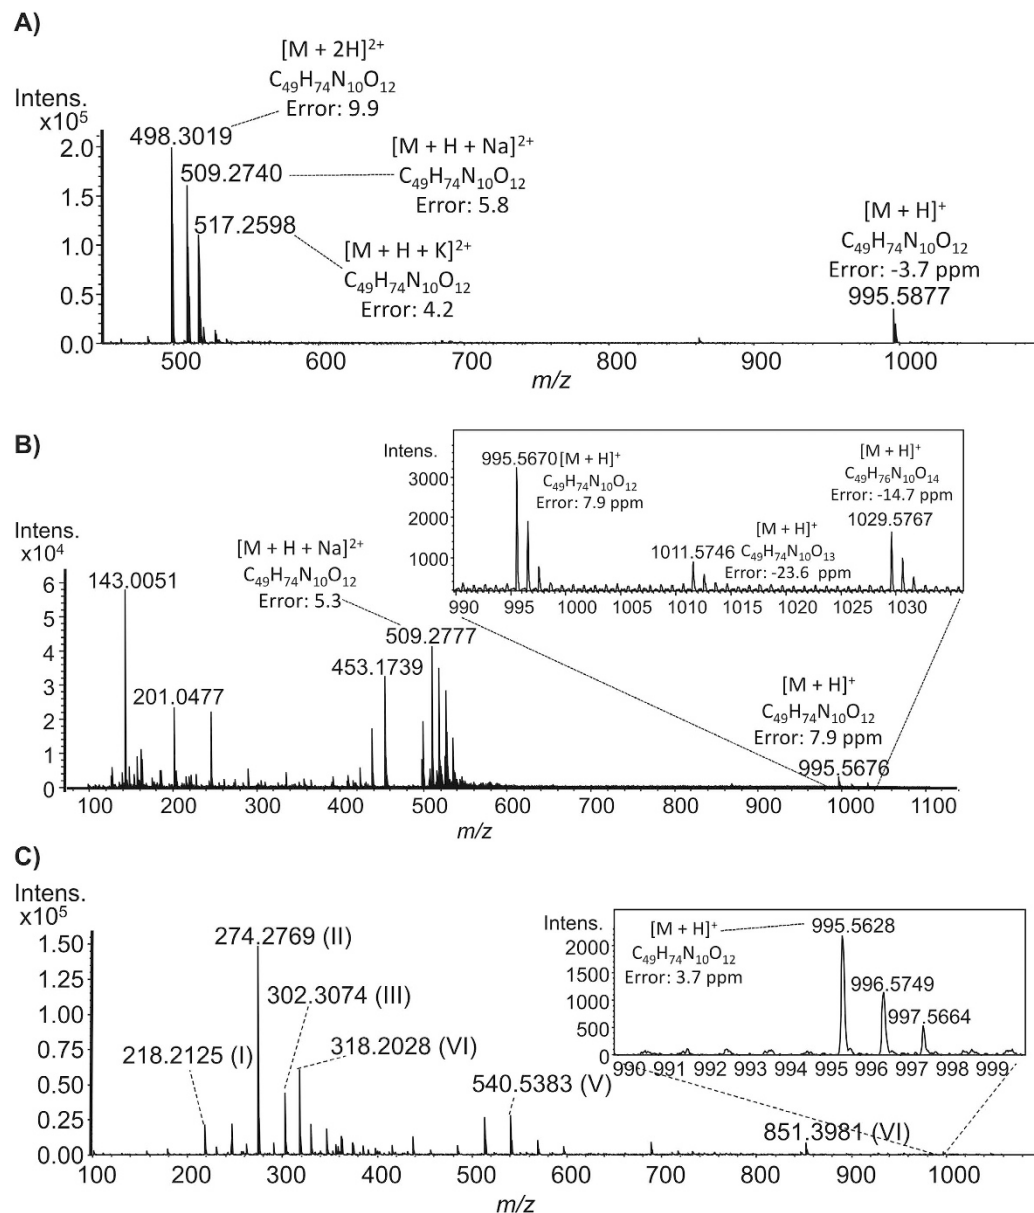 A)
[M + 2H]²⁺
C₄₉H₇₄N₁₀O₁₂
Error: 9.9
Intens.
x10⁵
498.3019
[M + H + Na]²⁺
C₄₉H₇₄N₁₀O₁₂
Error: 5.8
509.2740
517.2598
[M + H + K]²⁺
C₄₉H₇₄N₁₀O₁₂
Error: 4.2
[M + H]⁺
C₄₉H₇₄N₁₀O₁₂
Error: -3.7 ppm
995.5877
2.0
1.5
1.0
0.5
0.0
500 600 700 800 900 1000
m/z
B)
Intens.
3000
2000
1000
995.5670 [M + H]⁺
C₄₉H₇₄N₁₀O₁₂
Error: 7.9 ppm
[M + H]⁺
1011.5746 C₄₉H₇₄N₁₀O₁₃
Error: -23.6 ppm
[M + H]⁺
C₄₉H₇₆N₁₀O₁₄
Error: -14.7 ppm
1029.5767
990 995 1000 1005 1010 1015 1020 1025 1030
Intens.
x10⁴
[M + H + Na]²⁺
C₄₉H₇₄N₁₀O₁₂
Error: 5.3
143.0051
201.0477
453.1739
509.2777
[M + H]⁺
C₄₉H₇₄N₁₀O₁₂
Error: 7.9 ppm
995.5676
6
5
4
3
2
1
0
100 200 300 400 500 600 700 800 900 1000 1100
m/z
C)
Intens.
x10⁵
1.50
1.25
1.00
0.75
0.50
0.25
0.00
274.2769 (II)
302.3074 (III)
318.2028 (VI)
218.2125 (I)
540.5383 (V)
851.3981 (VI)
Intens.
2000
1500
1000
500
0
[M + H]⁺
C₄₉H₇₄N₁₀O₁₂
Error: 3.7 ppm
995.5628
996.5749
997.5664
990 991 992 993 994 995 996 997 998 999
100 200 300 400 500 600 700 800 900 1000
m/z